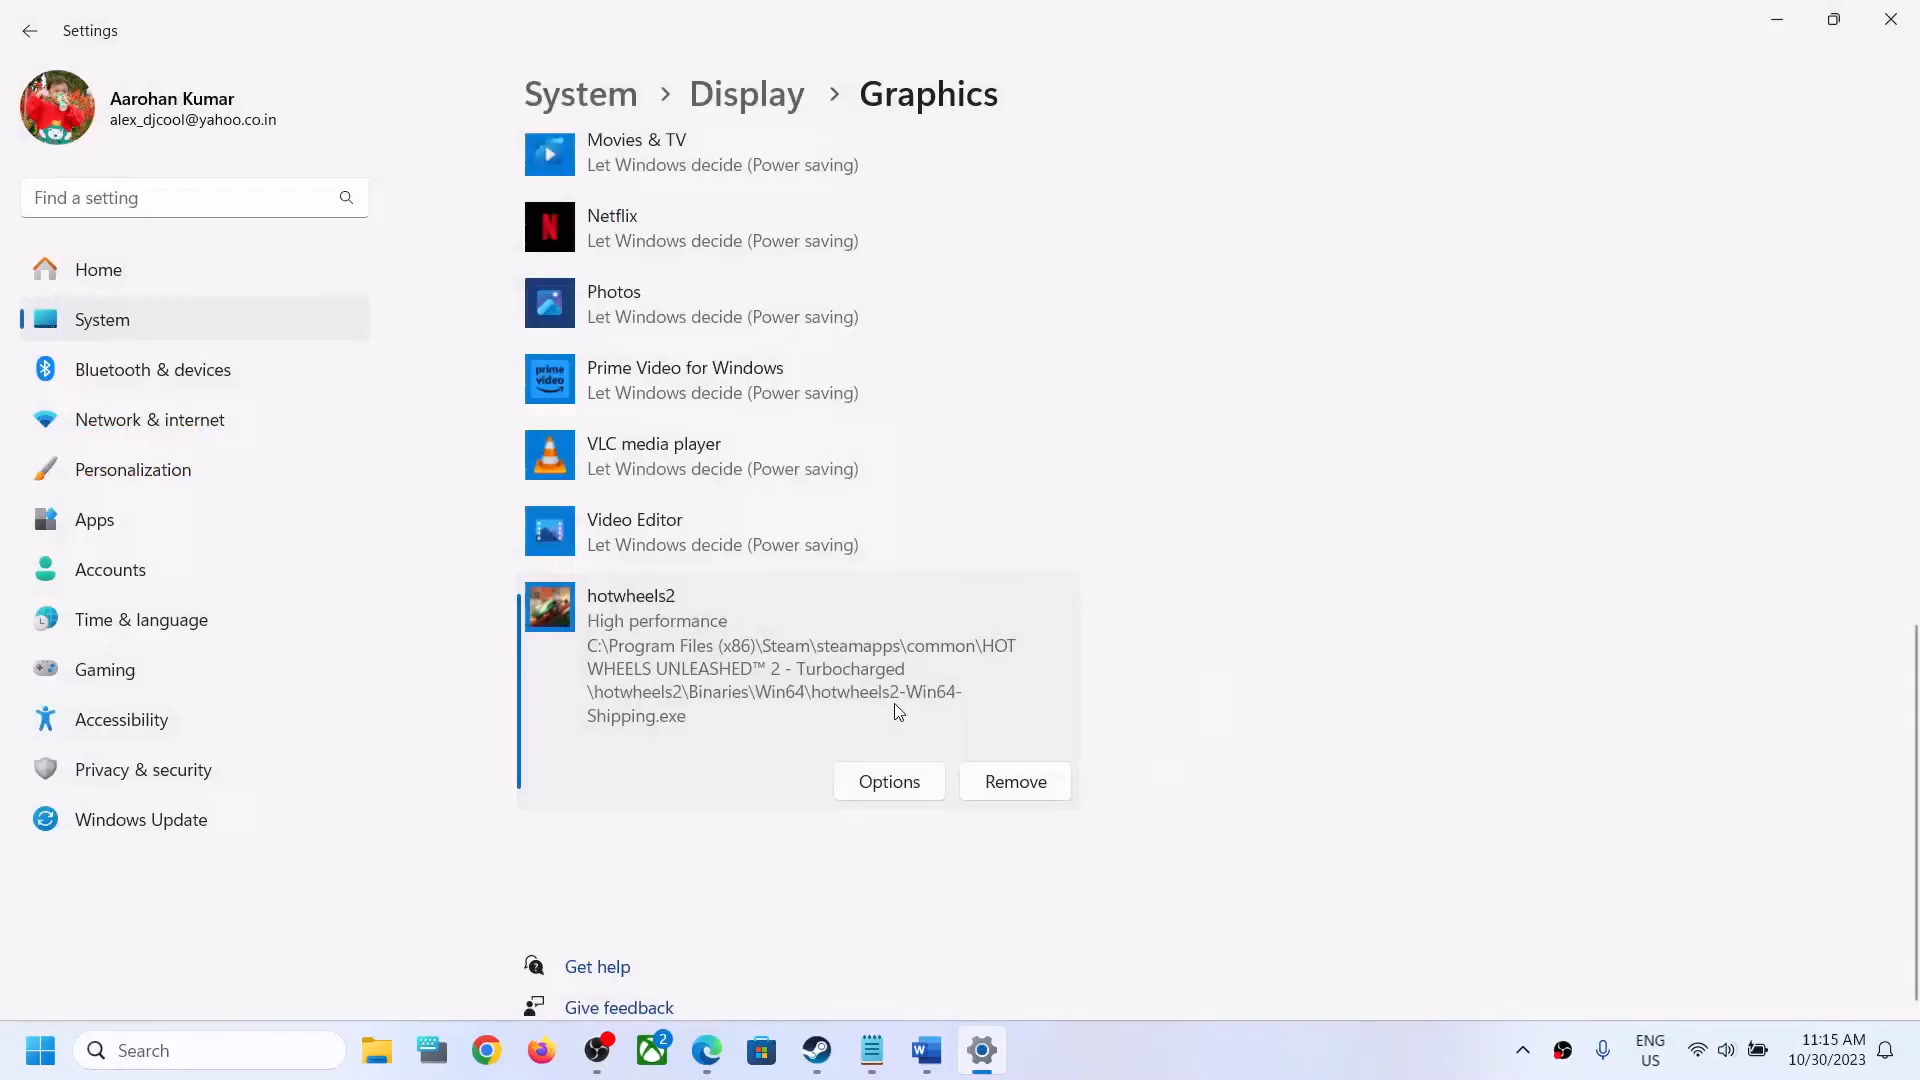 Settings
Aarohan Kumar
alex_djcool@yahoo.co.in
Find a setting
Home
System
Bluetooth & devices
Network & internet
Personalization
Apps
Accounts
Time & language
Gaming
Accessibility
Privacy & security
Windows Update
System > Display > Graphics
Movies & TV
Let Windows decide (Power saving)
Netflix
Let Windows decide (Power saving)
Photos
Let Windows decide (Power saving)
prime
video
Prime Video for Windows
Let Windows decide (Power saving)
VLC media player
Let Windows decide (Power saving)
Video Editor
Let Windows decide (Power saving)
hotwheels2
High performance
C:\Program Files (x86)\Steam\steamapps\common\HOT
WHEELS UNLEASHED™ 2 - Turbocharged
\hotwheels2\Binaries\Win64\hotwheels2-Win64-
Shipping.exe
Options
Remove
Get help
Give feedback
Search
2
ENG
US
11:15 AM
10/30/2023